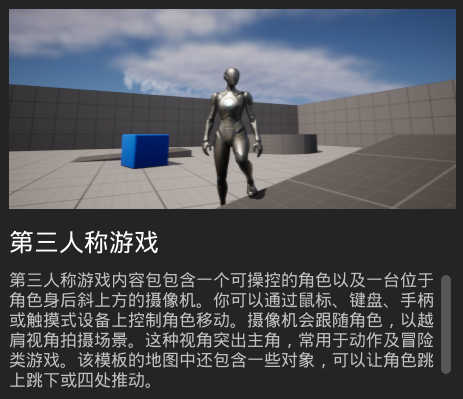 第三人称游戏
第三人称游戏内容包包含一个可操控的角色以及一台位于
角色身后斜上方的摄像机。你可以通过鼠标、键盘、手柄
或触摸式设备上控制角色移动。摄像机会跟随角色，以越
肩视角拍摄场景。这种视角突出主角，常用于动作及冒险
类游戏。该模板的地图中还包含一些对象，可以让角色跳
上跳下或四处推动。